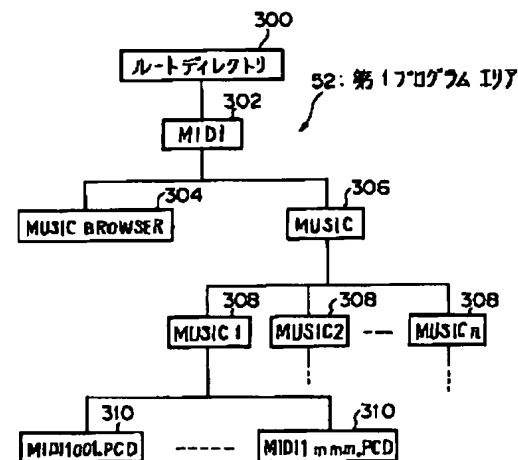 300
ルートディレクトリ
52:第1プログラム エリア
302
MIDI
304
306
MUSIC BROWSER
MUSIC
308
308
308
MUSIC1
MUSIC2
MUSICn
310
310
MIDI1001.PCD
MIDI1mmm.PCD